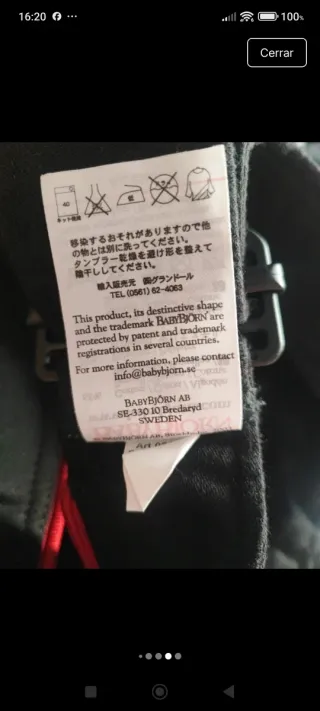 16:20
100%
Cerrar
40
移染するおそれがありますので他
の物とは別に洗ってください。
タンブラー乾燥を避け形を整えて
陰干ししてください。
輸入販売元 ㈱グランドール
TEL (0561) 62-4063
This product, its distinctive shape
and the trademark BABYBJÖRN are
protected by patent and trademark
registrations in several countries.
For more information, please contact
info@babybjorn.se
BABYBJÖRN AB
SE-330 10 Bredaryd
SWEDEN